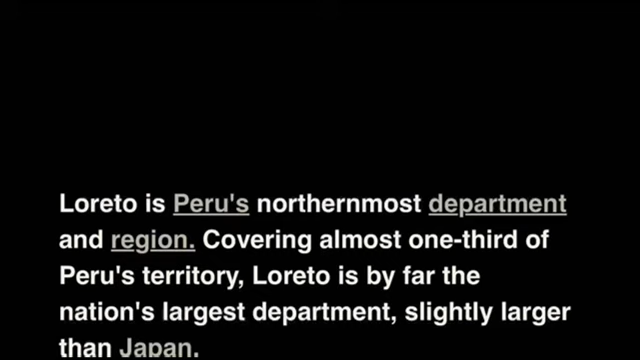 Loreto is Peru's northernmost department
and region. Covering almost one-third of
Peru's territory, Loreto is by far the
nation's largest department, slightly larger
than Japan.